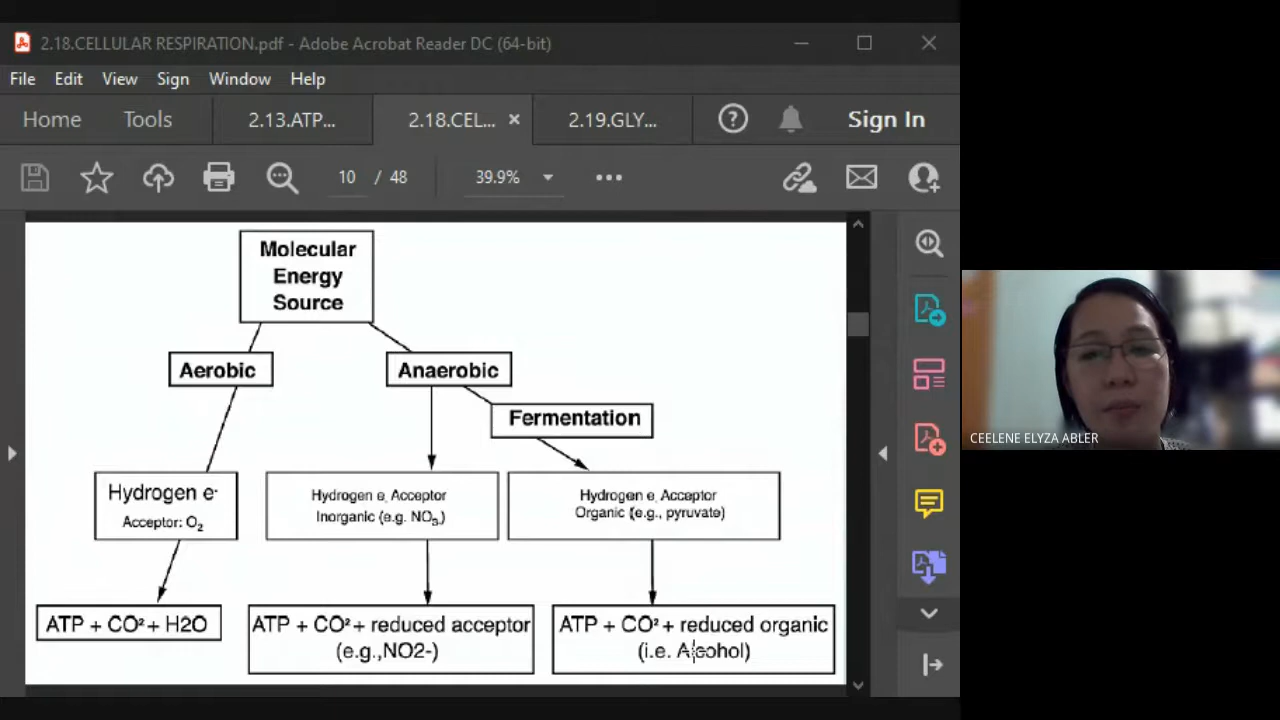 2.18.CELLULAR RESPIRATION.pdf - Adobe Acrobat Reader DC (64-bit)
File Edit View Sign Window Help
Home Tools 2.13.ATP... 2.18.CEL... 2.19.GLY... Sign In
10 / 48 39.9%
Molecular
Energy
Source
Aerobic
Anaerobic
Fermentation
Hydrogen e-
Acceptor: O₂
Hydrogen e- Acceptor
Inorganic (e.g. NO₃)
Hydrogen e- Acceptor
Organic (e.g., pyruvate)
ATP + CO² + H2O
ATP + CO² + reduced acceptor
(e.g.,NO2-)
ATP + CO² + reduced organic
(i.e. Alcohol)
CEELENE ELYZA ABLER